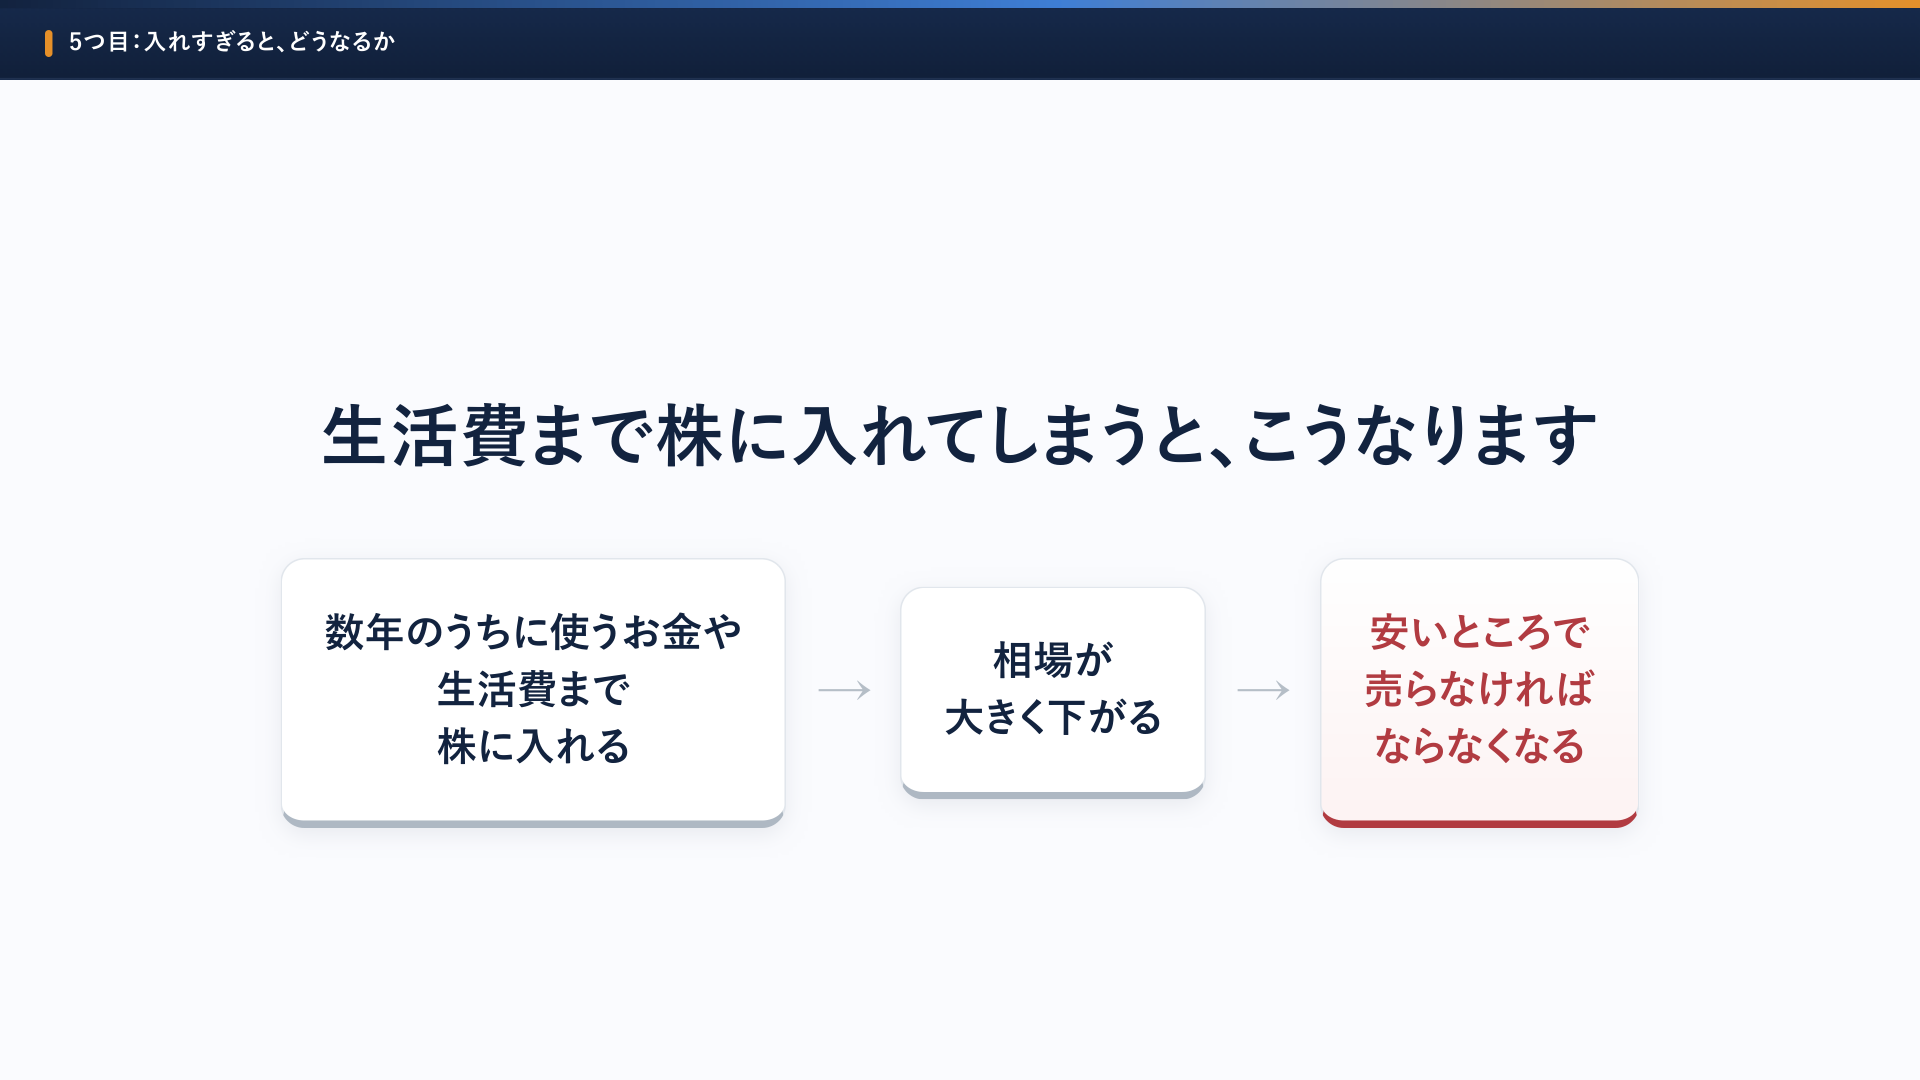 5つ目：入れすぎると、どうなるか
生活費まで株に入れてしまうと、こうなります
数年のうちに使うお金や
生活費まで
株に入れる
→
相場が
大きく下がる
→
安いところで
売らなければ
ならなくなる